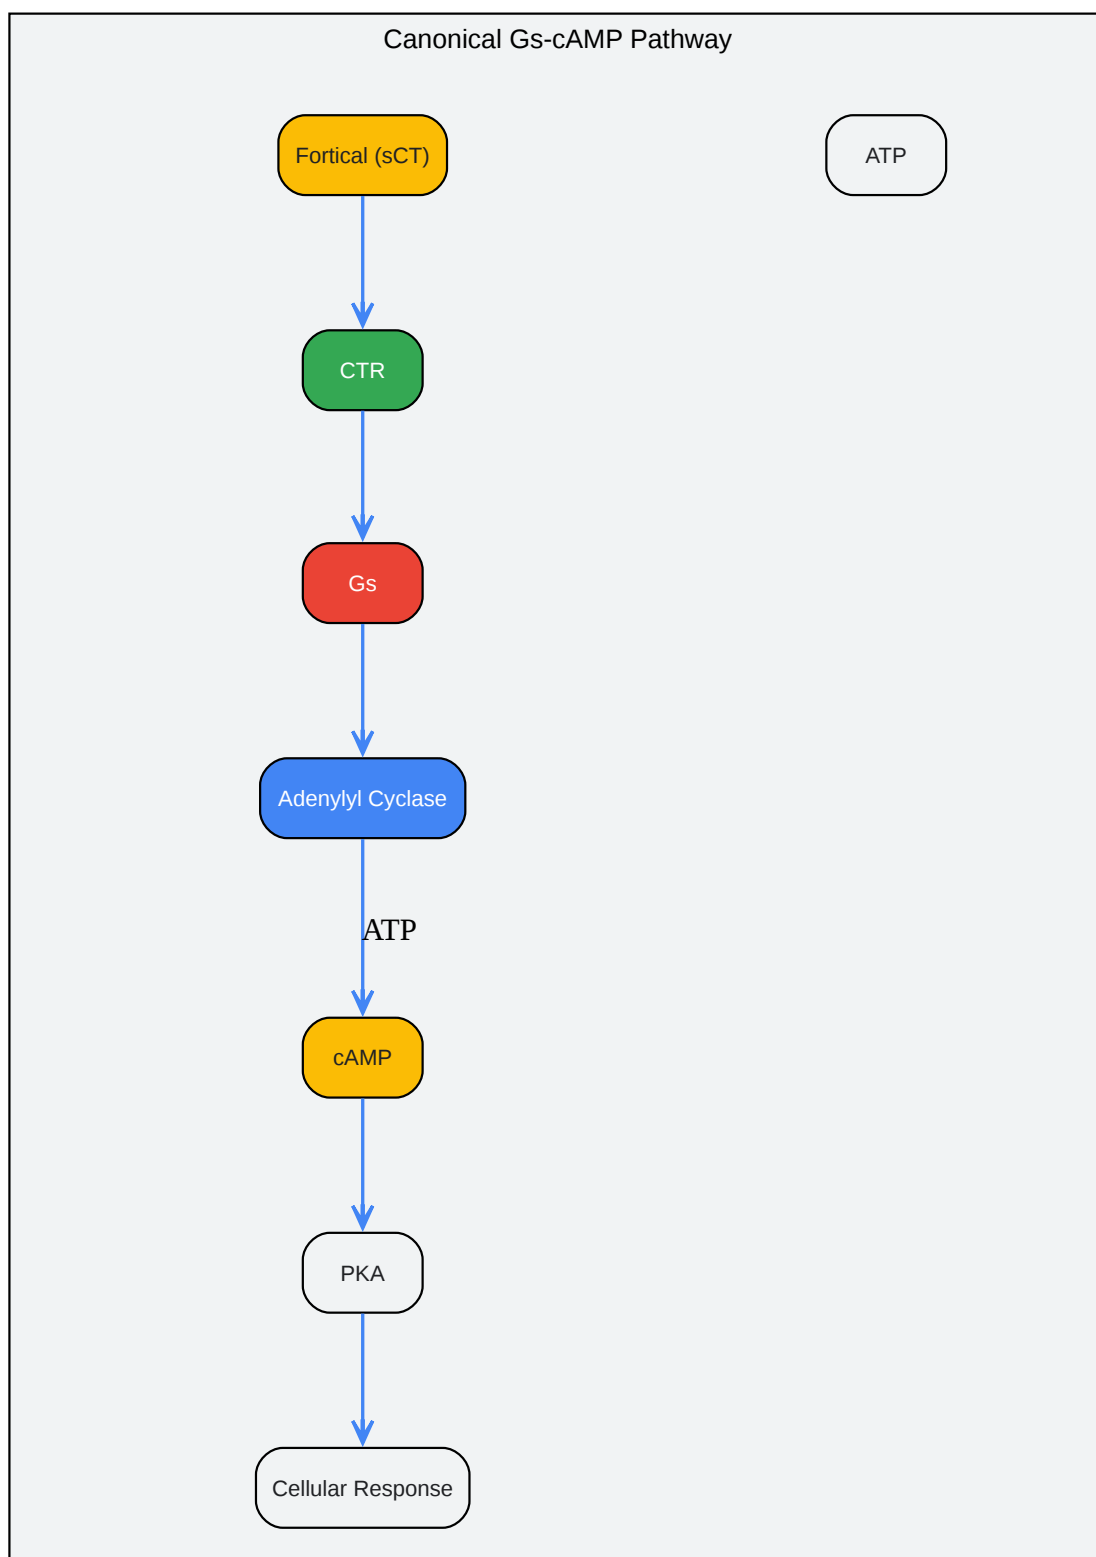 Canonical Gs-cAMP Pathway
Fortical (sCT)
ATP
CTR
Gs
Adenylyl Cyclase
ATP
cAMP
PKA
Cellular Response